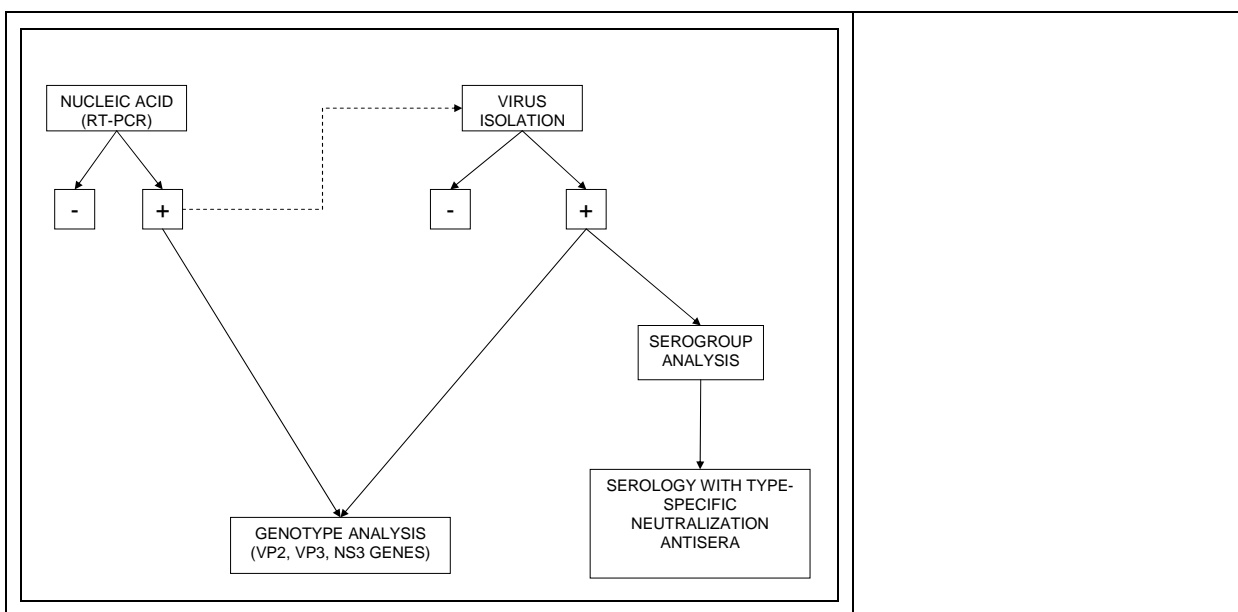 NUCLEIC ACID
(RT-PCR)
VIRUS
ISOLATION
-
+
-
+
SEROGROUP
ANALYSIS
SEROLOGY WITH TYPE-
SPECIFIC
NEUTRALIZATION
ANTISERA
GENOTYPE ANALYSIS
(VP2, VP3, NS3 GENES)